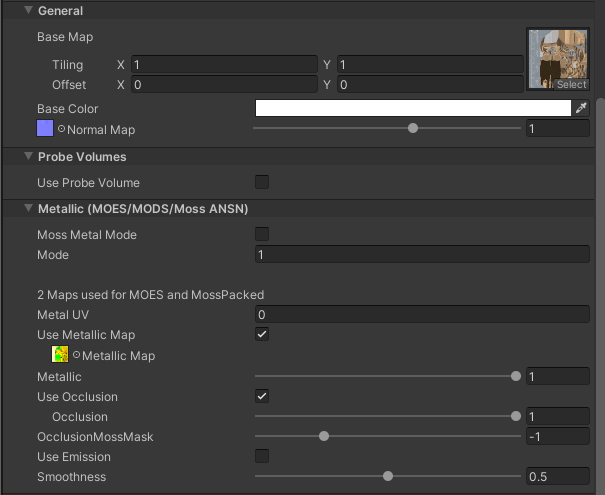 General
Base Map
Tiling X 1 Y 1
Offset X 0 Y 0
Select
Base Color
Normal Map 1
Probe Volumes
Use Probe Volume
Metallic (MOES/MODS/Moss ANSN)
Moss Metal Mode
Mode 1
2 Maps used for MOES and MossPacked
Metal UV 0
Use Metallic Map
Metallic Map
Metallic 1
Use Occlusion
Occlusion 1
OcclusionMossMask -1
Use Emission
Smoothness 0.5